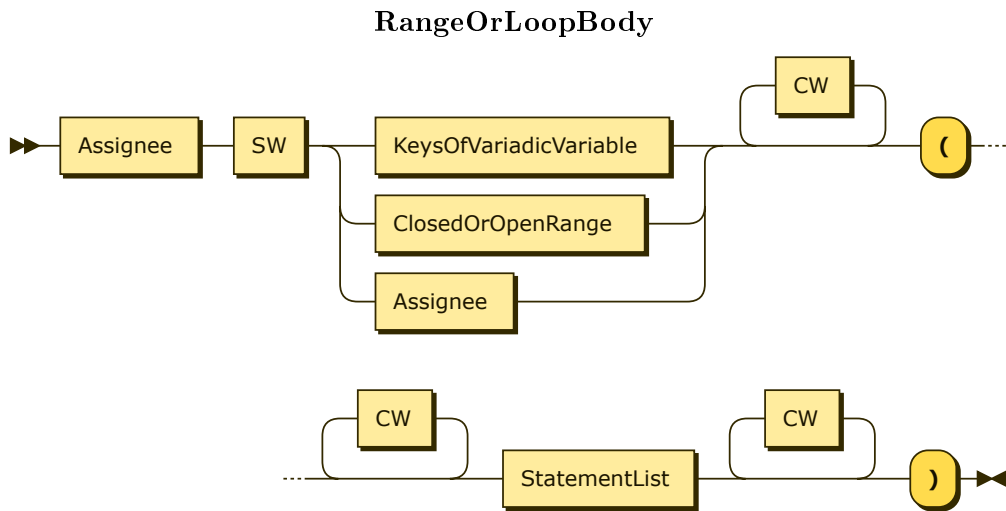 RangeOrLoopBody
CW
Assignee SW KeysOfVariadicVariable (
ClosedOrOpenRange
Assignee
CW CW
StatementList )